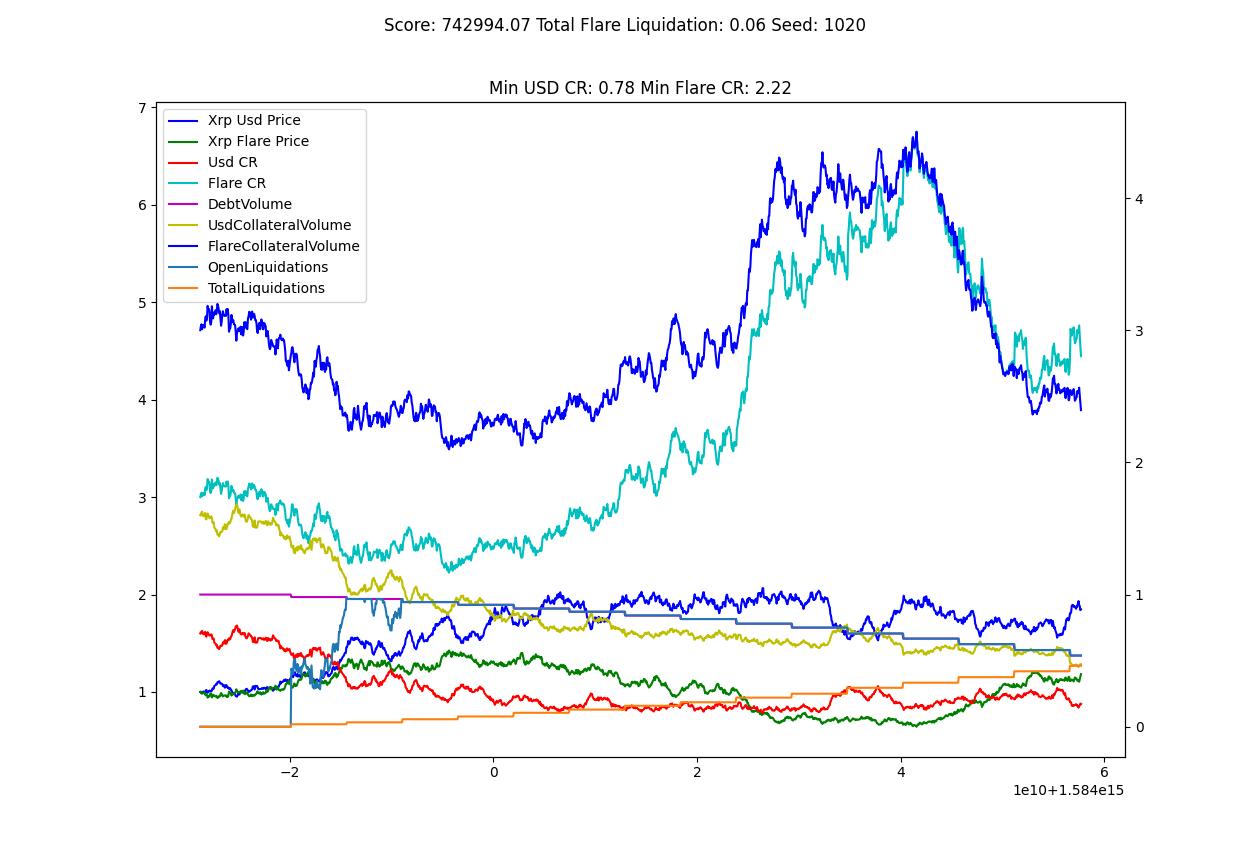 Score: 742994.07 Total Flare Liquidation: 0.06 Seed: 1020
Min USD CR: 0.78 Min Flare CR: 2.22
7
6
5
4
3
2
1
Xrp Usd Price
Xrp Flare Price
Usd CR
Flare CR
DebtVolume
UsdCollateralVolume
FlareCollateralVolume
OpenLiquidations
TotalLiquidations
4
3
2
1
0
−2 0 2 4 6
1e10+1.584e15